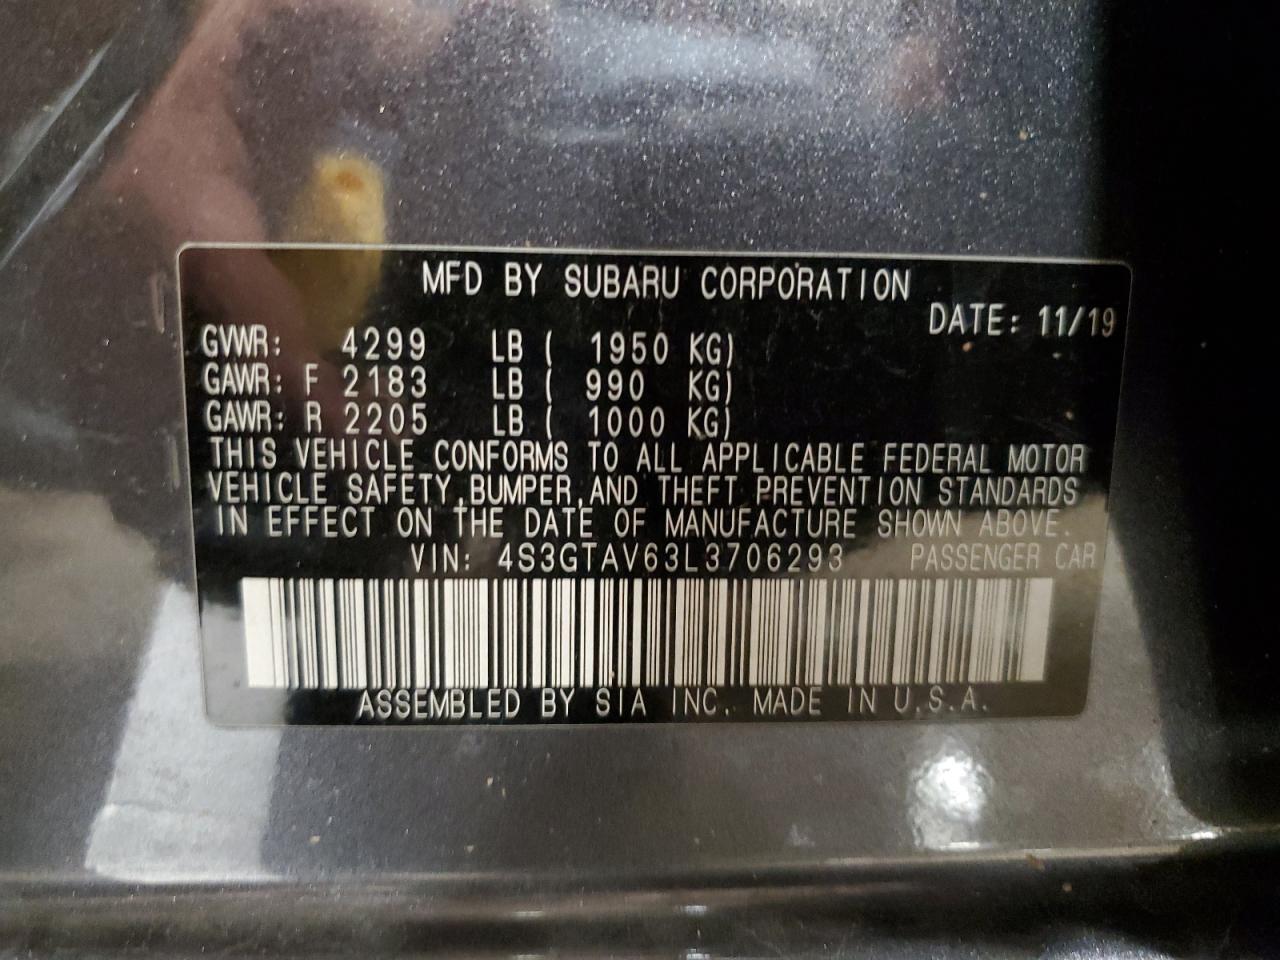 MFD BY SUBARU CORPORATION
DATE: 11/19
GVWR: 4299 LB ( 1950 KG)
GAWR: F 2183 LB ( 990 KG)
GAWR: R 2205 LB ( 1000 KG)
THIS VEHICLE CONFORMS TO ALL APPLICABLE FEDERAL MOTOR
VEHICLE SAFETY,BUMPER,AND THEFT PREVENTION STANDARDS
IN EFFECT ON THE DATE OF MANUFACTURE SHOWN ABOVE.
VIN: 4S3GTAV63L3706293 PASSENGER CAR
ASSEMBLED BY SIA INC. MADE IN U.S.A.